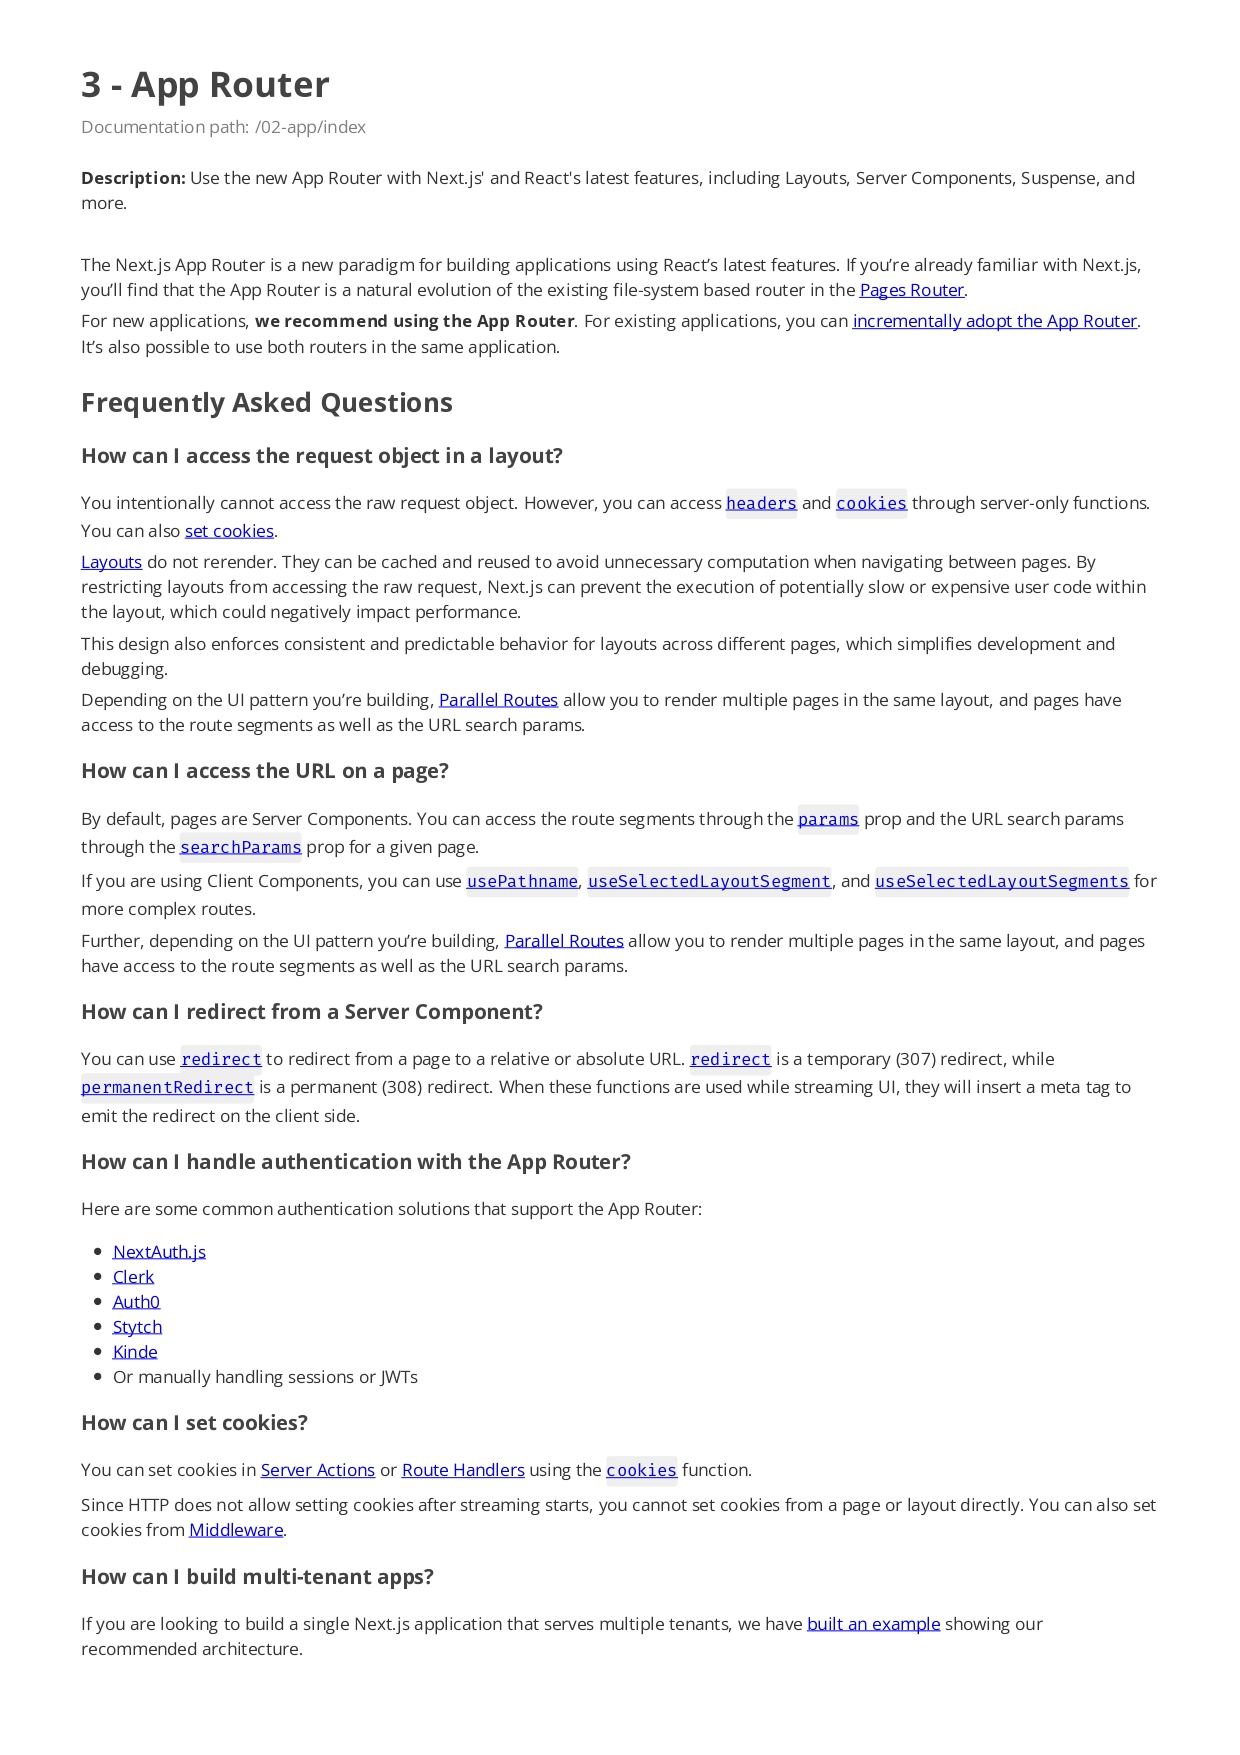 3 - App Router
Documentation path: /02-app/index
Description: Use the new App Router with Next.js' and React's latest features, including Layouts, Server Components, Suspense, and
more.
The Next.js App Router is a new paradigm for building applications using React’s latest features. If you’re already familiar with Next.js,
you’ll find that the App Router is a natural evolution of the existing file-system based router in the Pages Router.
For new applications, we recommend using the App Router. For existing applications, you can incrementally adopt the App Router.
It’s also possible to use both routers in the same application.
Frequently Asked Questions
How can I access the request object in a layout?
You intentionally cannot access the raw request object. However, you can access headers and cookies through server-only functions.
You can also set cookies.
Layouts do not rerender. They can be cached and reused to avoid unnecessary computation when navigating between pages. By
restricting layouts from accessing the raw request, Next.js can prevent the execution of potentially slow or expensive user code within
the layout, which could negatively impact performance.
This design also enforces consistent and predictable behavior for layouts across different pages, which simplifies development and
debugging.
Depending on the UI pattern you’re building, Parallel Routes allow you to render multiple pages in the same layout, and pages have
access to the route segments as well as the URL search params.
How can I access the URL on a page?
By default, pages are Server Components. You can access the route segments through the params prop and the URL search params
through the searchParams prop for a given page.
If you are using Client Components, you can use usePathname, useSelectedLayoutSegment, and useSelectedLayoutSegments for
more complex routes.
Further, depending on the UI pattern you’re building, Parallel Routes allow you to render multiple pages in the same layout, and pages
have access to the route segments as well as the URL search params.
How can I redirect from a Server Component?
You can use redirect to redirect from a page to a relative or absolute URL. redirect is a temporary (307) redirect, while
permanentRedirect is a permanent (308) redirect. When these functions are used while streaming UI, they will insert a meta tag to
emit the redirect on the client side.
How can I handle authentication with the App Router?
Here are some common authentication solutions that support the App Router:
• NextAuth.js
• Clerk
• Auth0
• Stytch
• Kinde
• Or manually handling sessions or JWTs
How can I set cookies?
You can set cookies in Server Actions or Route Handlers using the cookies function.
Since HTTP does not allow setting cookies after streaming starts, you cannot set cookies from a page or layout directly. You can also set
cookies from Middleware.
How can I build multi-tenant apps?
If you are looking to build a single Next.js application that serves multiple tenants, we have built an example showing our
recommended architecture.